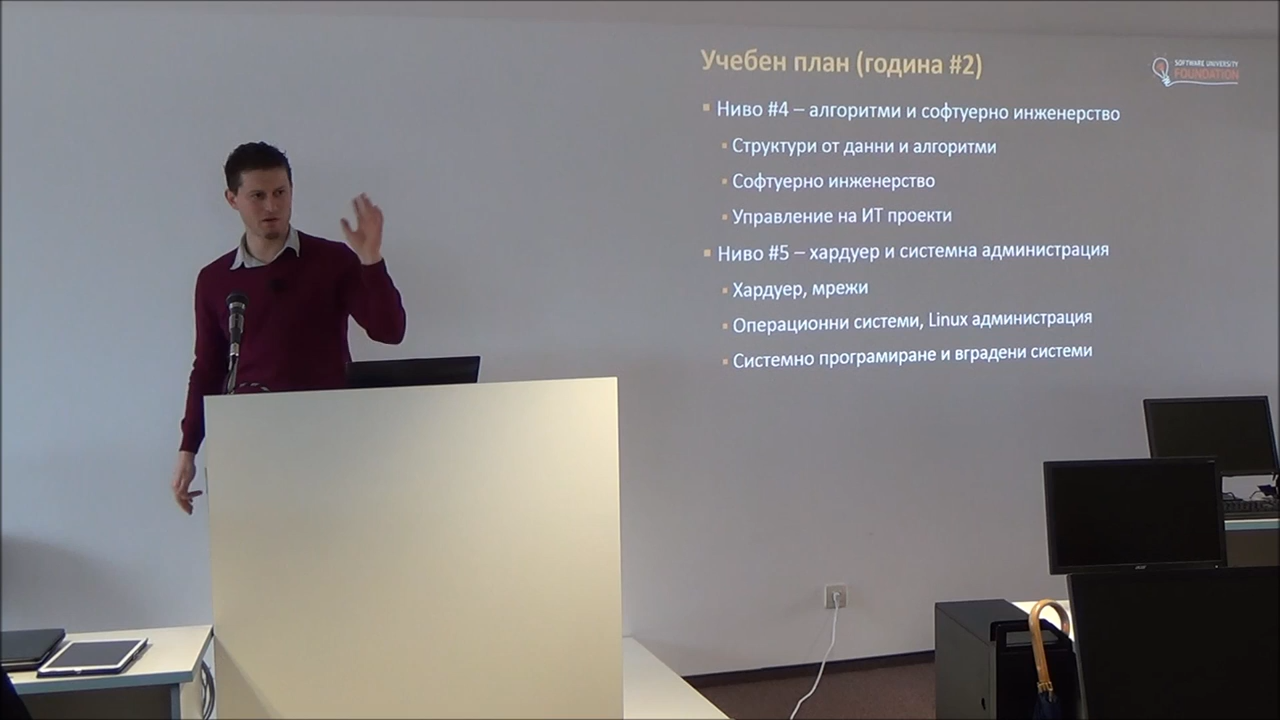 Учебен план (година #2)
SOFTWARE UNIVERSITY
FOUNDATION
Ниво #4 – алгоритми и софтуерно инженерство
Структури от данни и алгоритми
Софтуерно инженерство
Управление на ИТ проекти
Ниво #5 – хардуер и системна администрация
Хардуер, мрежи
Операционни системи, Linux администрация
Системно програмиране и вградени системи
acer